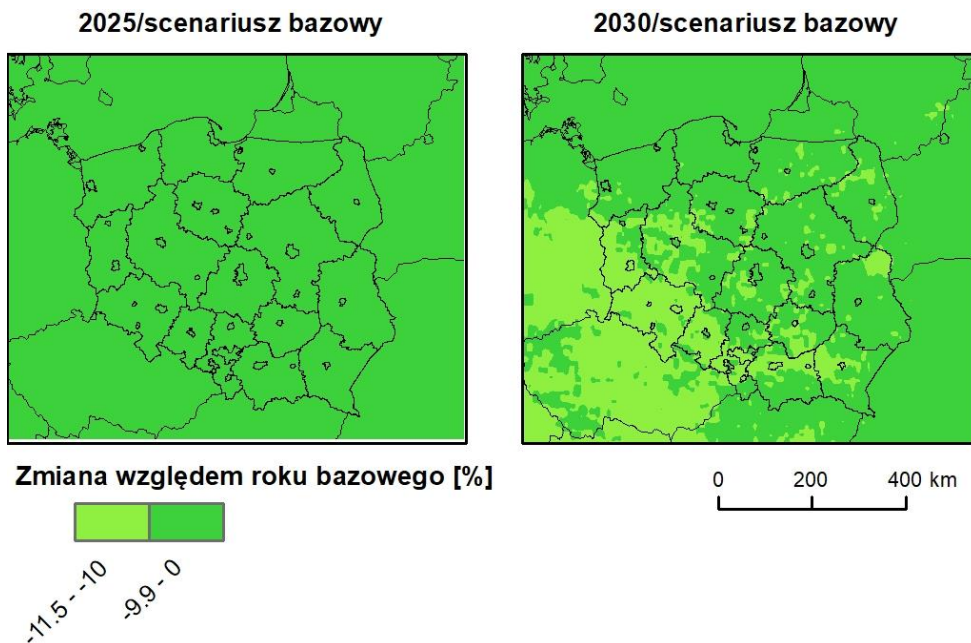 2025/scenariusz bazowy
2030/scenariusz bazowy
Zmiana względem roku bazowego [%]
-11.5 - -10
-9.9 - 0
0 200 400 km